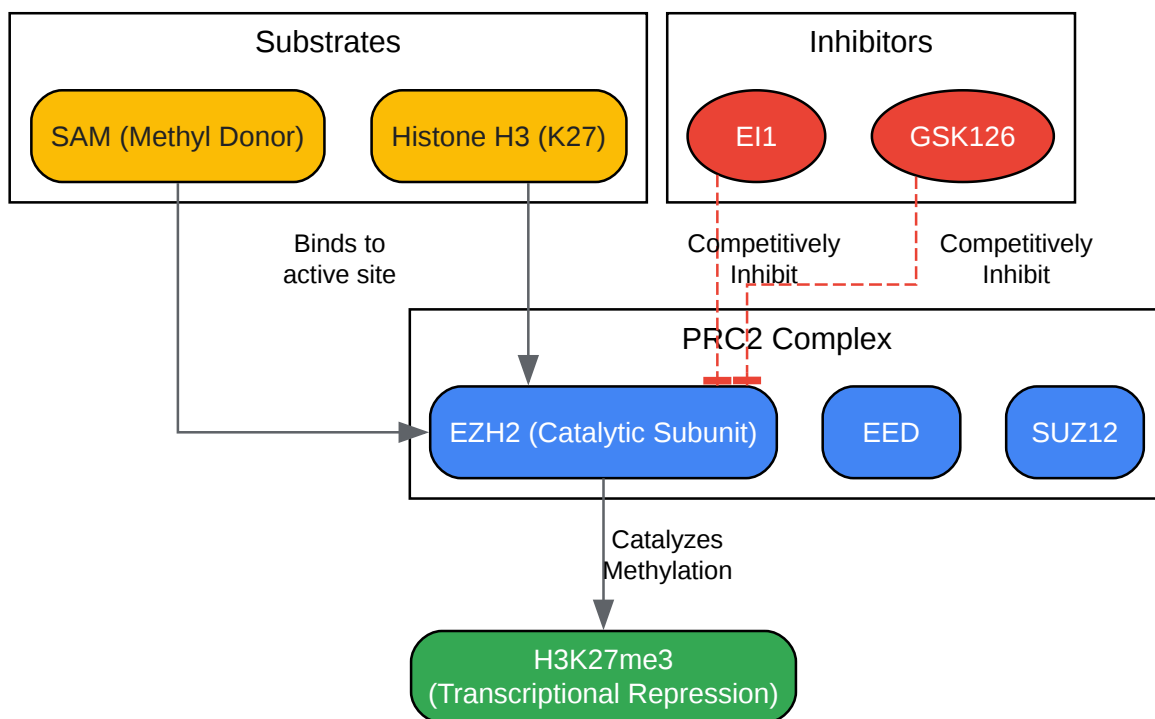 Substrates
Inhibitors
SAM (Methyl Donor)
Histone H3 (K27)
EI1
GSK126
Binds to
active site
Competitively
Inhibit
Competitively
Inhibit
PRC2 Complex
EZH2 (Catalytic Subunit)
EED
SUZ12
Catalyzes
Methylation
H3K27me3
(Transcriptional Repression)